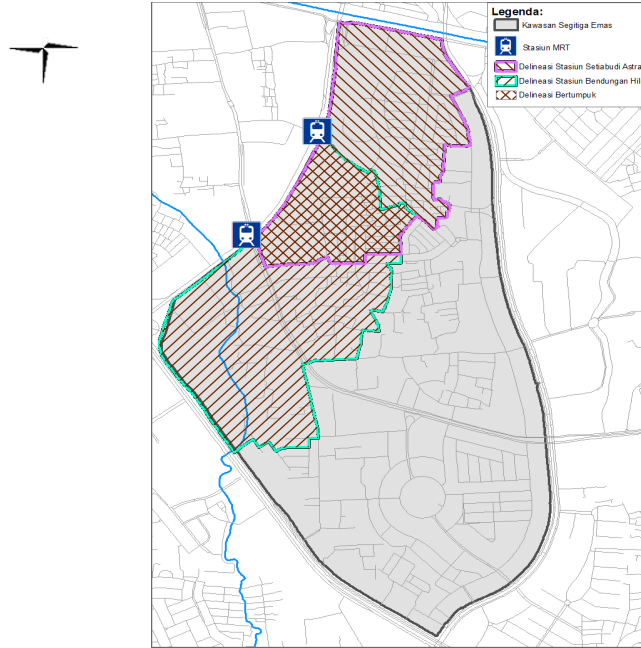 Legenda:
Kawasan Segitiga Emas
Stasiun MRT
Delineasi Stasiun Setiabudi Astra
Delineasi Stasiun Bendungan Hil
Delineasi Bertumpuk